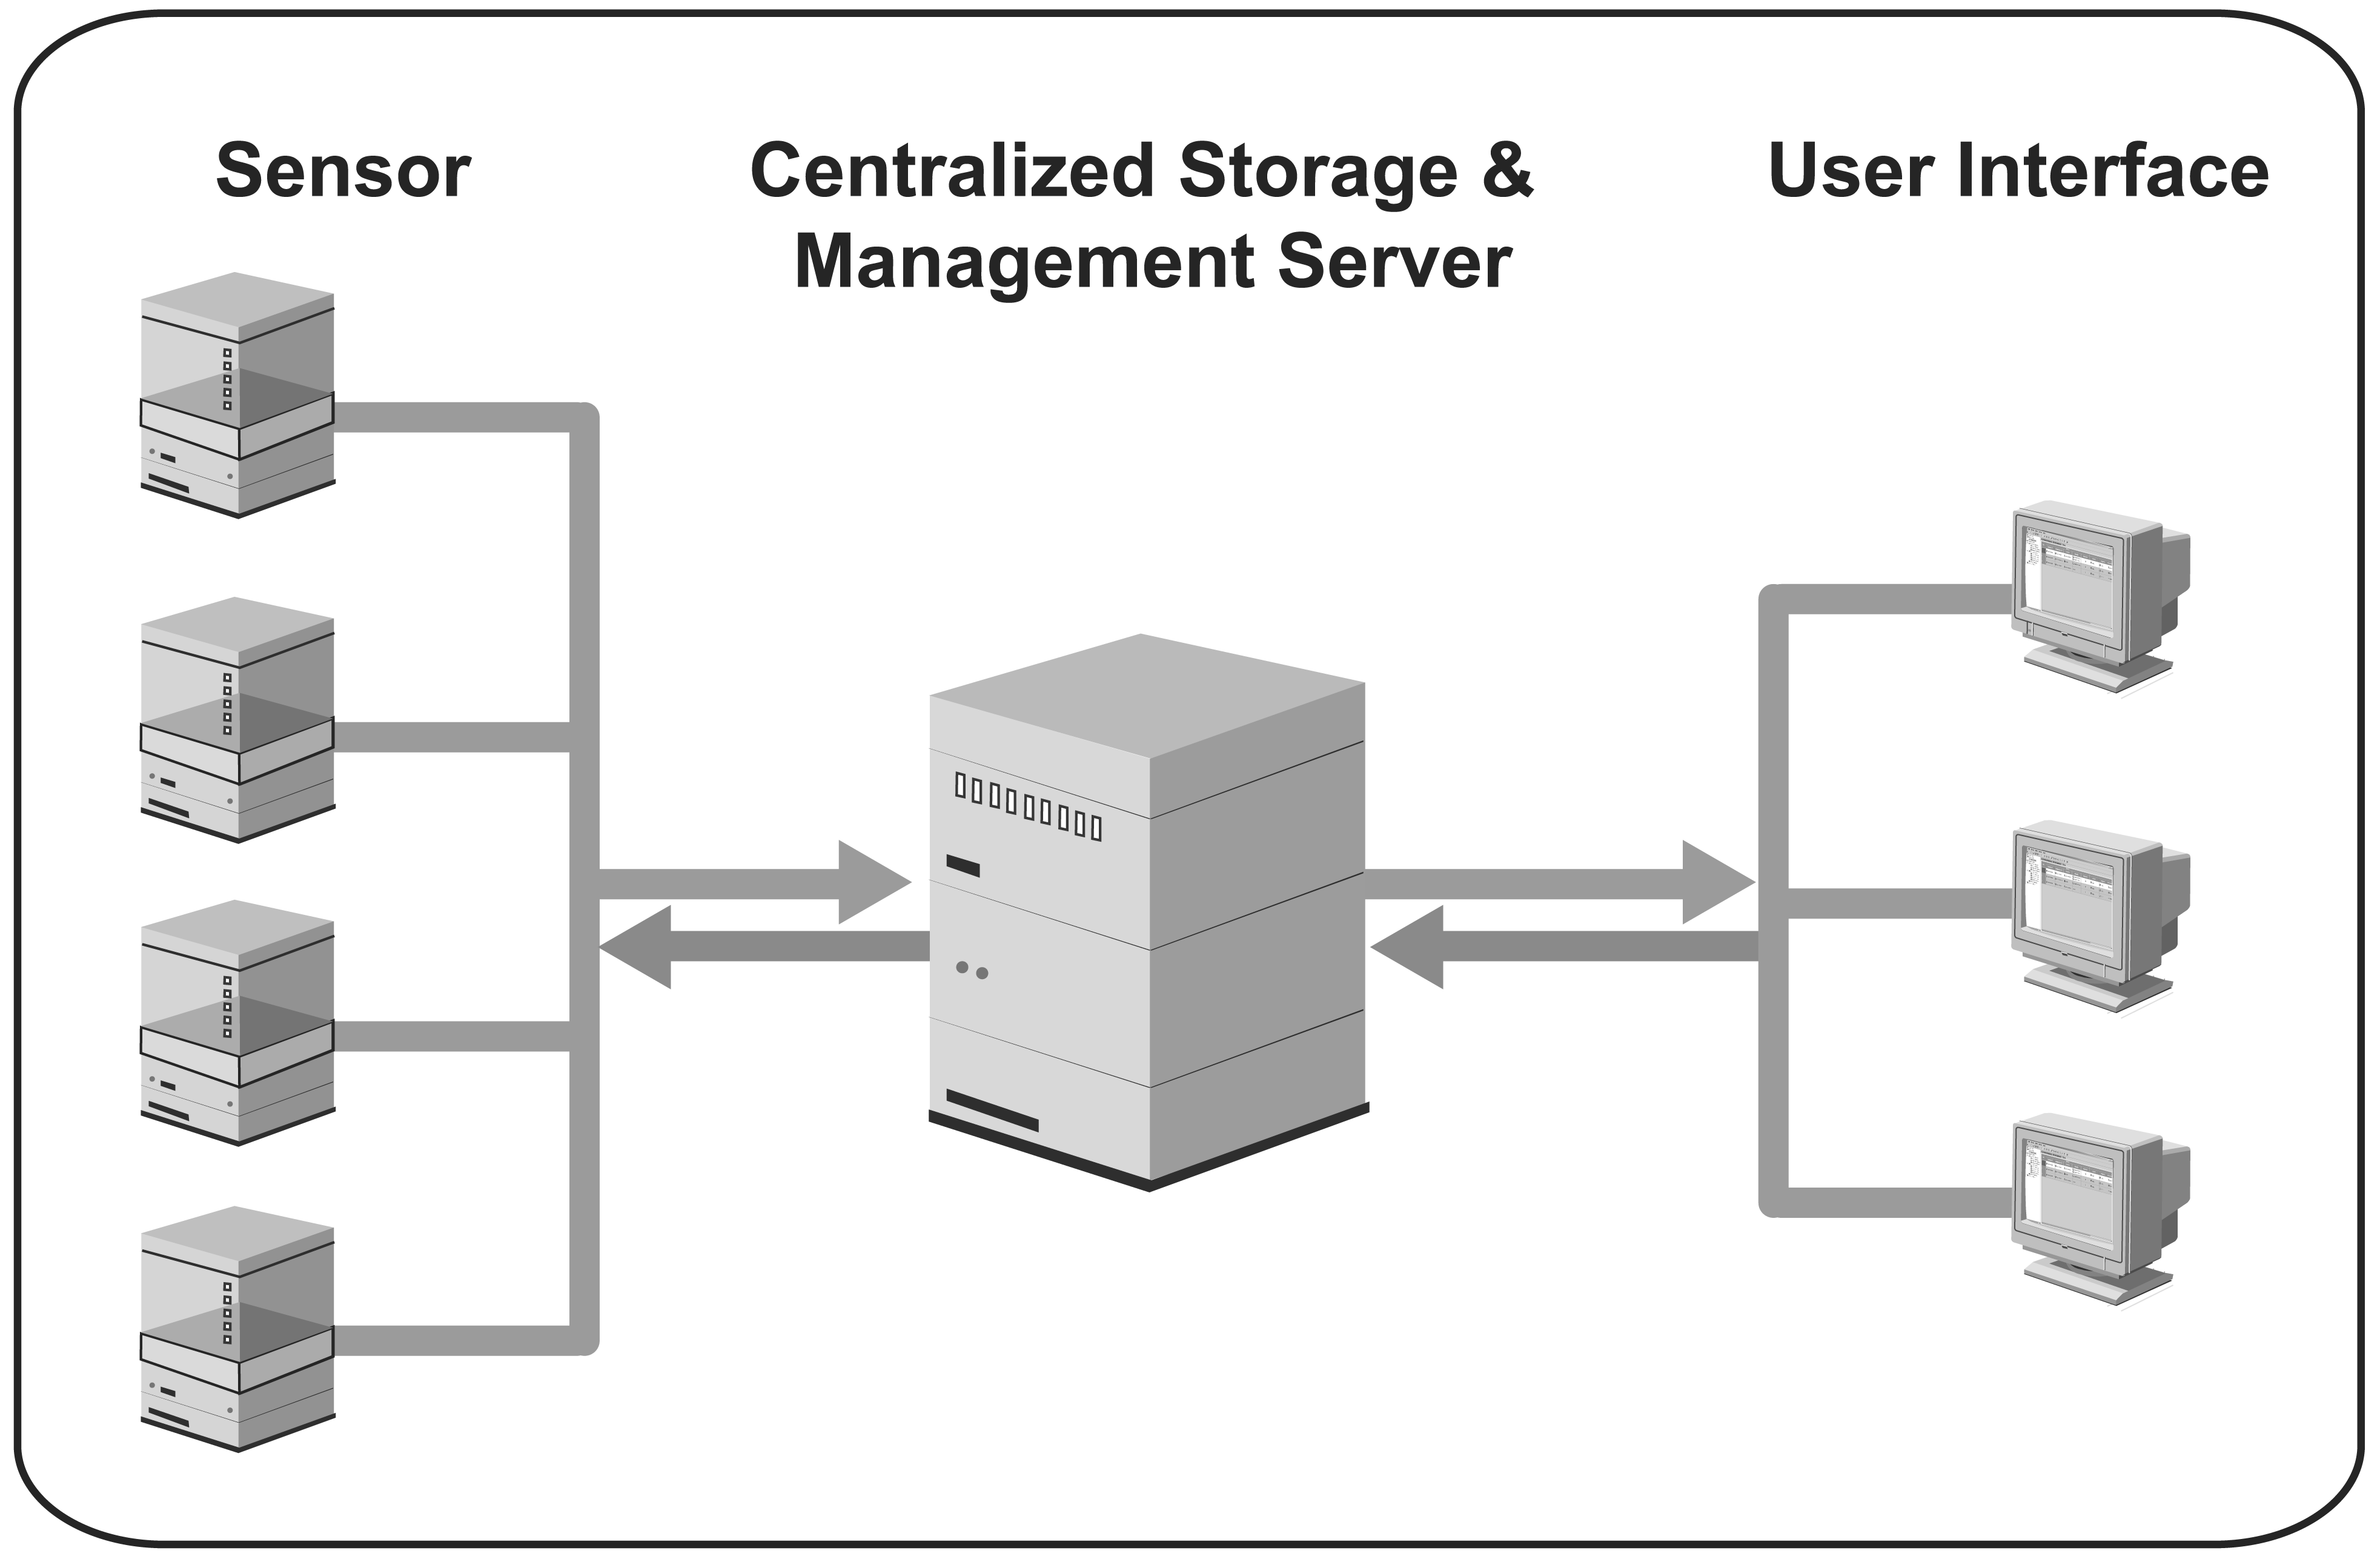 Sensor
Centralized Storage &
Management Server
User Interface